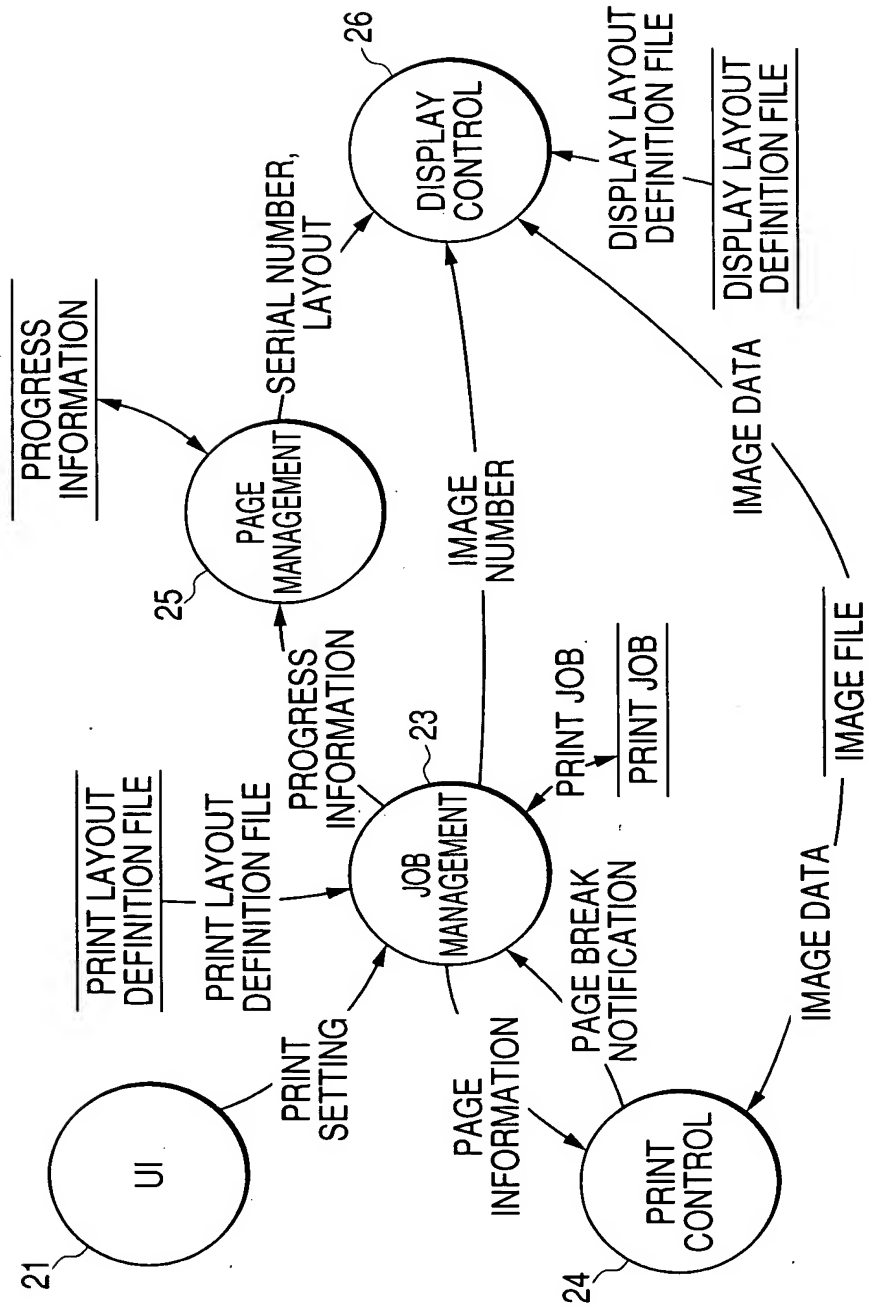 21
UI
PRINT
SETTING
PRINT LAYOUT
DEFINITION FILE
PRINT LAYOUT
DEFINITION FILE
PROGRESS
INFORMATION
23
JOB
MANAGEMENT
PAGE
INFORMATION
PAGE BREAK
NOTIFICATION
24
PRINT
CONTROL
PRINT JOB
PRINT JOB
IMAGE DATA
IMAGE FILE
IMAGE DATA
IMAGE
NUMBER
25
PAGE
MANAGEMENT
PROGRESS
INFORMATION
SERIAL NUMBER,
LAYOUT
26
DISPLAY
CONTROL
DISPLAY LAYOUT
DEFINITION FILE
DISPLAY LAYOUT
DEFINITION FILE